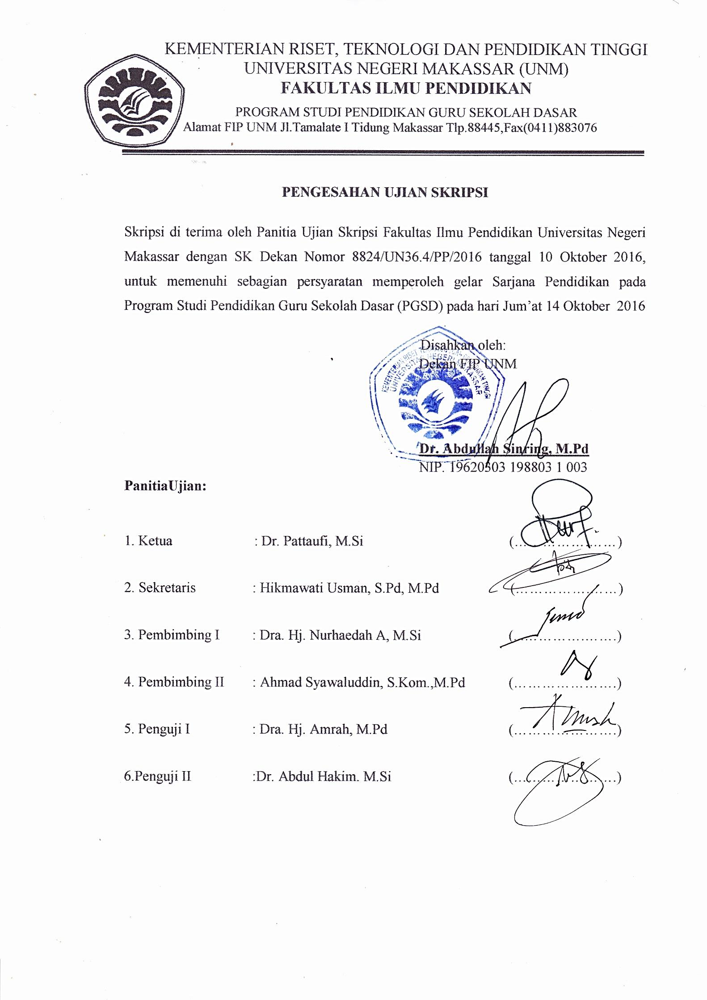 KEMENTERIAN RISET, TEKNOLOGI DAN PENDIDIKAN TINGGI
UNIVERSITAS NEGERI MAKASSAR (UNM)
FAKULTAS ILMU PENDIDIKAN
PROGRAM STUDI PENDIDIKAN GURU SEKOLAH DASAR
Alamat FIP UNM Jl.Tamalate I Tidung Makassar Tlp.88445,Fax(0411)883076
PENGESAHAN UJIAN SKRIPSI
Skripsi di terima oleh Panitia Ujian Skripsi Fakultas Ilmu Pendidikan Universitas Negeri
Makassar dengan SK Dekan Nomor 8824/UN36.4/PP/2016 tanggal 10 Oktober 2016,
untuk memenuhi sebagian persyaratan memperoleh gelar Sarjana Pendidikan pada
Program Studi Pendidikan Guru Sekolah Dasar (PGSD) pada hari Jum’at 14 Oktober 2016
Disahkan oleh:
Dekan FIP UNM
KEMENTERIAN RISET PENDIDIKAN TINGGI
UNIVERSITAS NEGERI MAKASSAR
Dr. Abdullah Sinring, M.Pd
NIP. 19620303 198803 1 003
PanitiaUjian:
1. Ketua : Dr. Pattaufi, M.Si (.....................)
2. Sekretaris : Hikmawati Usman, S.Pd, M.Pd (.....................)
3. Pembimbing I : Dra. Hj. Nurhaedah A, M.Si (.....................)
4. Pembimbing II : Ahmad Syawaluddin, S.Kom.,M.Pd (.....................)
5. Penguji I : Dra. Hj. Amrah, M.Pd (.....................)
6.Penguji II :Dr. Abdul Hakim. M.Si (.....................)